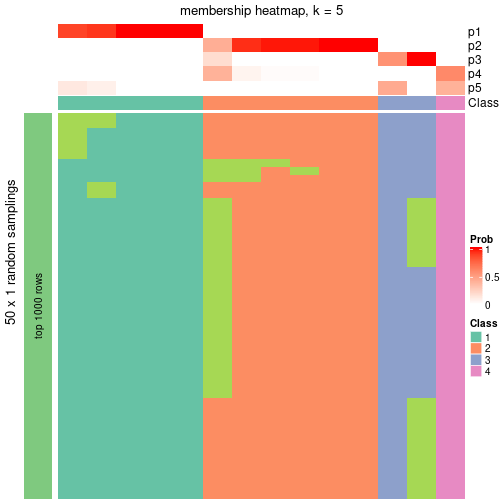 membership heatmap, k = 5
p1
p2
p3
p4
p5
Class
50 x 1 random samplings
top 1000 rows
Prob
1
0.5
0
Class
1
2
3
4